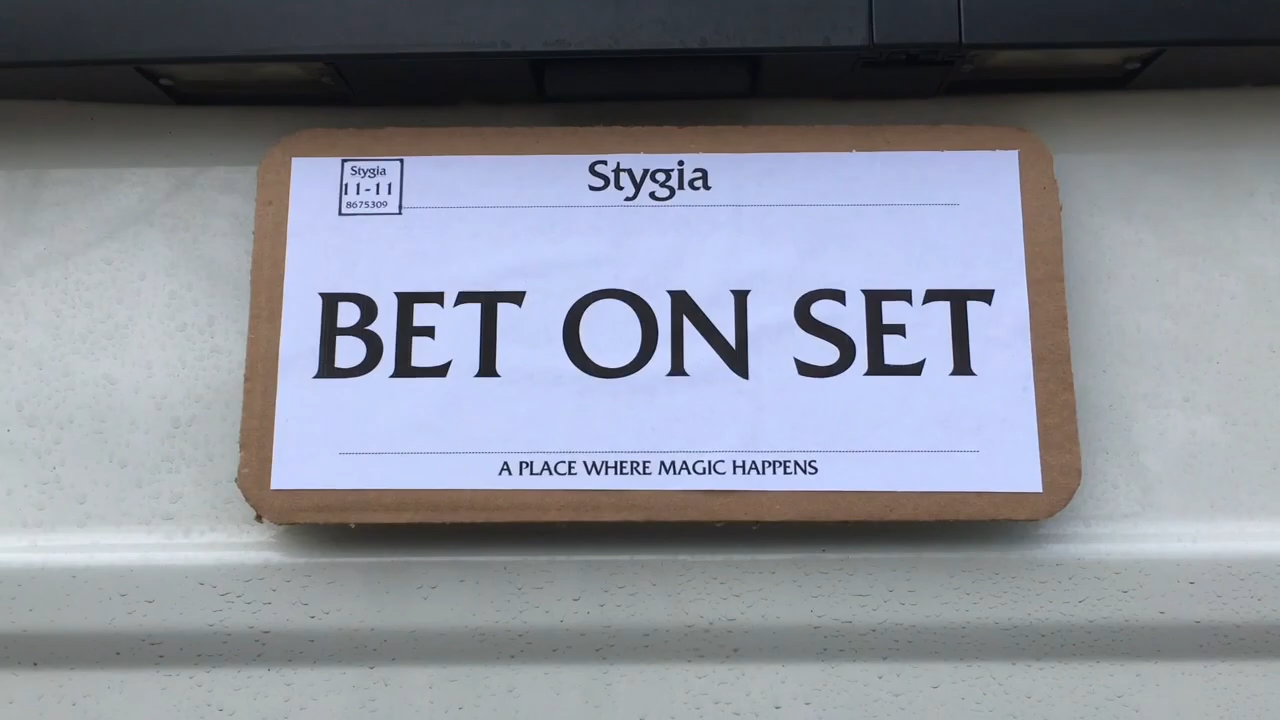 Stygia
11-11
8675309
Stygia
BET ON SET
A PLACE WHERE MAGIC HAPPENS